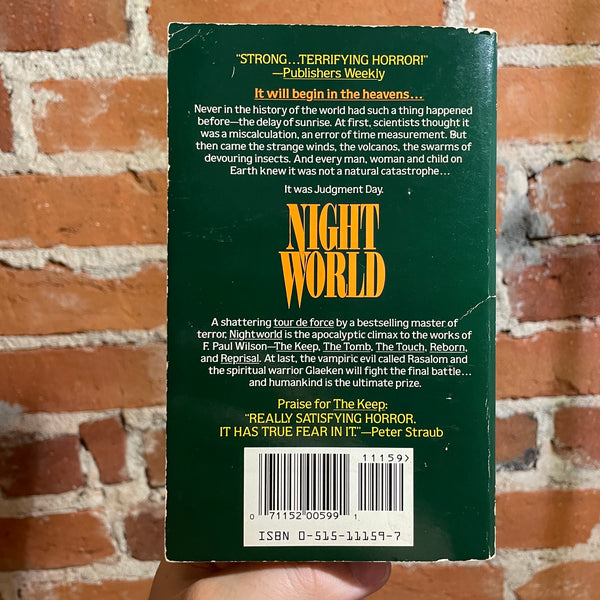 "STRONG...TERRIFYING HORROR!"
—Publishers Weekly
It will begin in the heavens...
Never in the history of the world had such a thing happened
before—the delay of sunrise. At first, scientists thought it
was a miscalculation, an error of time measurement. But
then came the strange winds, the volcanos, the swarms of
devouring insects. And every man, woman and child on
Earth knew it was not a natural catastrophe...
It was Judgment Day.
NIGHT
WORLD
A shattering tour de force by a bestselling master of
terror, Nightworld is the apocalyptic climax to the works of
F. Paul Wilson—The Keep, The Tomb, The Touch, Reborn,
and Reprisal. At last, the vampiric evil called Rasalom and
the spiritual warrior Glaeken will fight the final battle...
and humankind is the ultimate prize.
Praise for The Keep:
"REALLY SATISFYING HORROR.
IT HAS TRUE FEAR IN IT."—Peter Straub
11159>
0 71152 00599 1
ISBN 0-515-11159-7